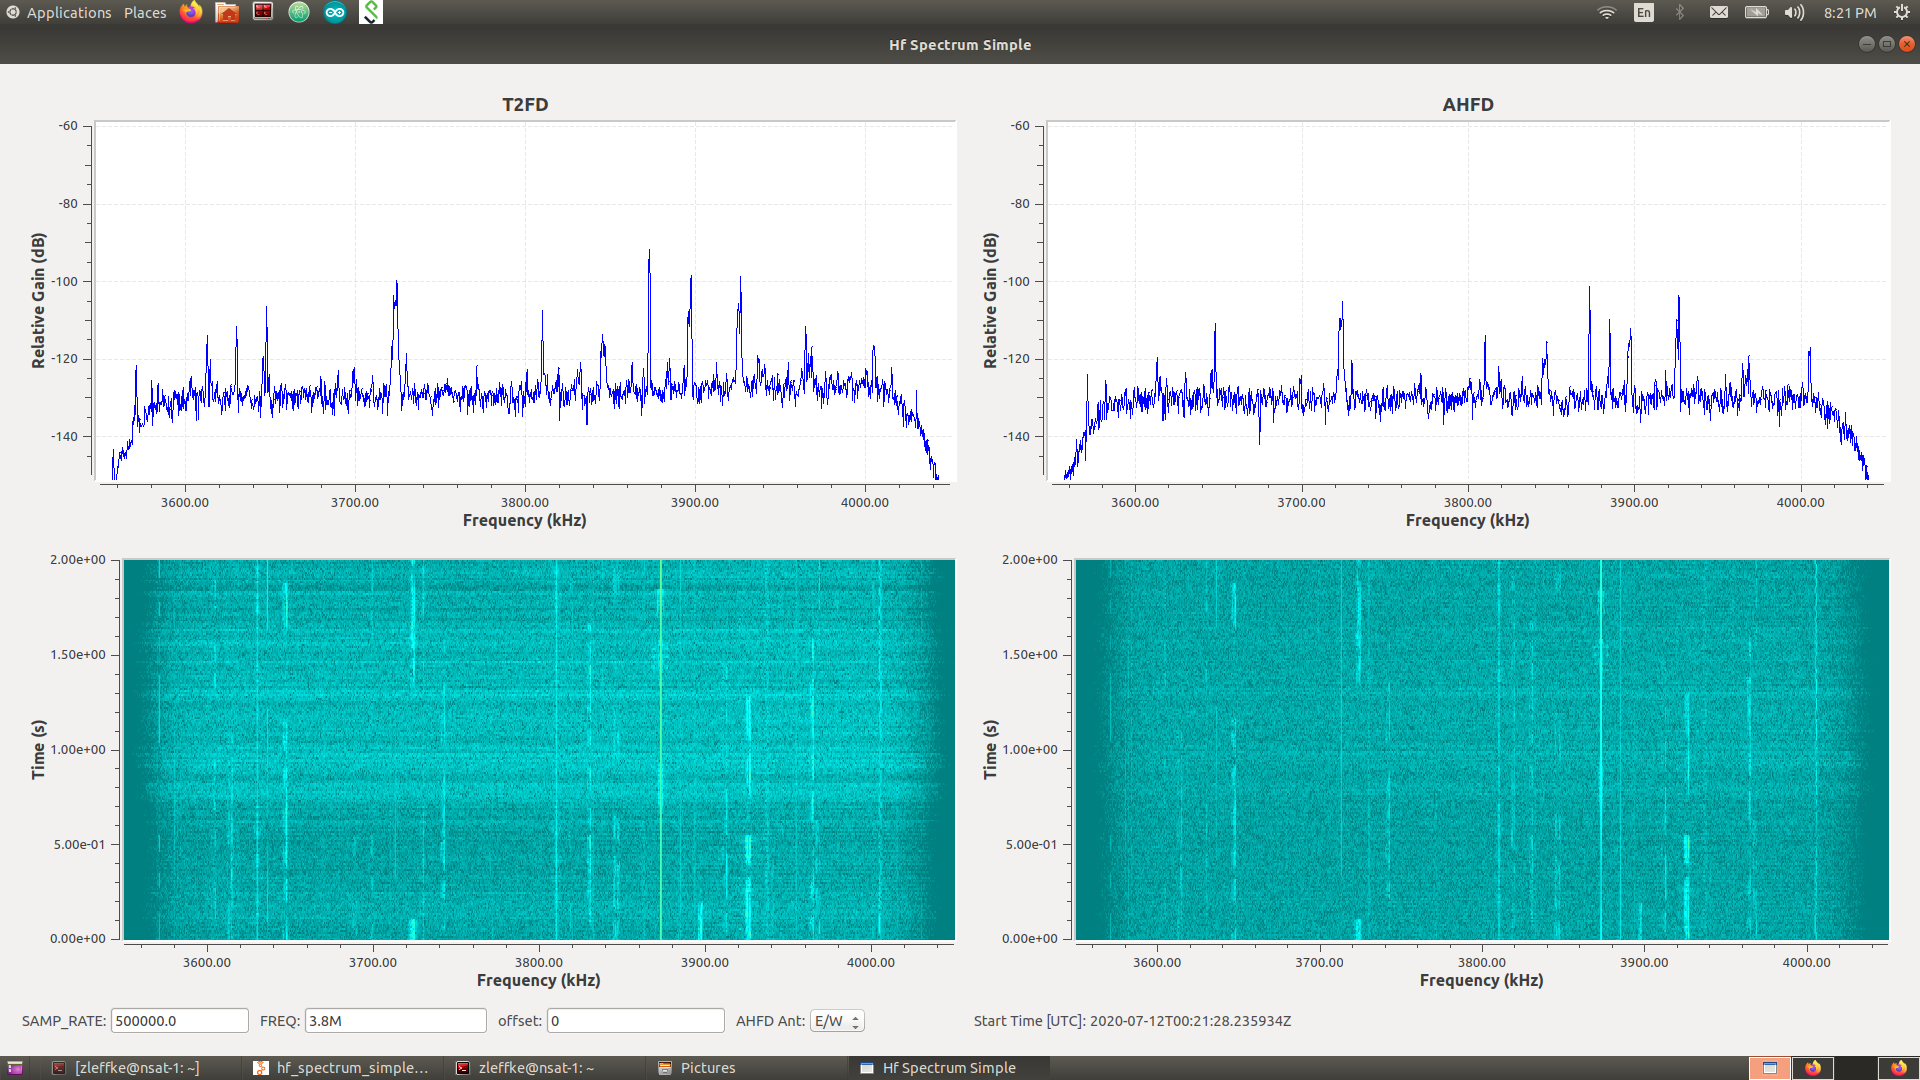 Applications Places En 8:21 PM
Hf Spectrum Simple
T2FD
-60
-80
-100
-120
-140
Relative Gain (dB)
3600.00 3700.00 3800.00 3900.00 4000.00
Frequency (kHz)
AHFD
-60
-80
-100
-120
-140
Relative Gain (dB)
3600.00 3700.00 3800.00 3900.00 4000.00
Frequency (kHz)
2.00e+00
1.50e+00
1.00e+00
5.00e-01
0.00e+00
Time (s)
3600.00 3700.00 3800.00 3900.00 4000.00
Frequency (kHz)
2.00e+00
1.50e+00
1.00e+00
5.00e-01
0.00e+00
Time (s)
3600.00 3700.00 3800.00 3900.00 4000.00
Frequency (kHz)
SAMP_RATE: 500000.0 FREQ: 3.8M offset: 0 AHFD Ant: E/W Start Time [UTC]: 2020-07-12T00:21:28.235934Z
[zleffke@nsat-1: ~] hf_spectrum_simple... zleffke@nsat-1: ~ Pictures Hf Spectrum Simple